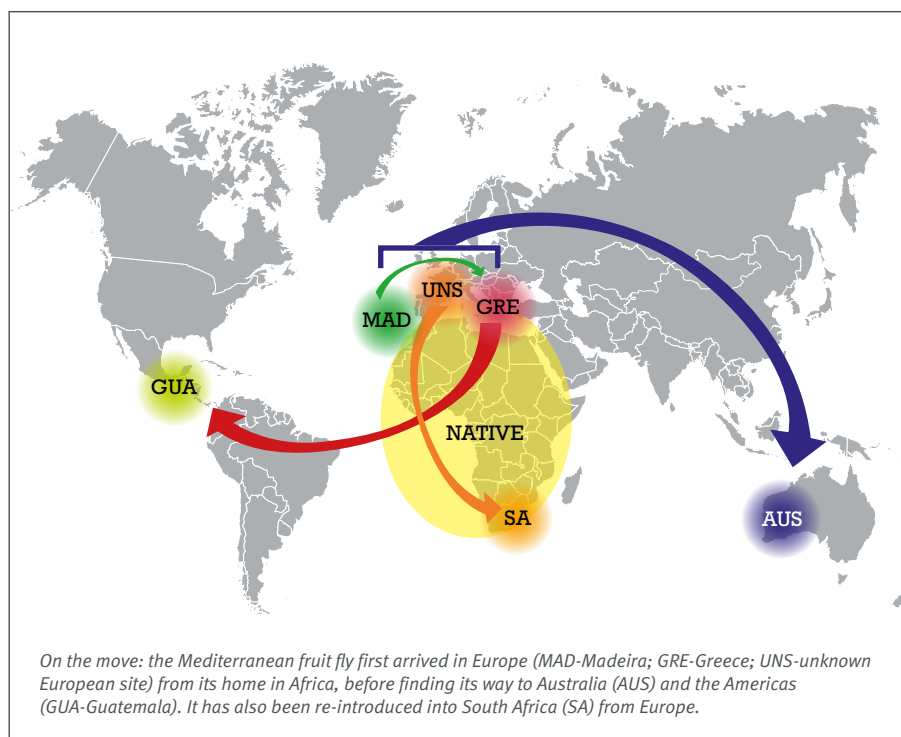 UNS
MAD
GRE
GUA
NATIVE
SA
AUS
On the move: the Mediterranean fruit fly first arrived in Europe (MAD-Madeira; GRE-Greece; UNS-unknown
European site) from its home in Africa, before finding its way to Australia (AUS) and the Americas
(GUA-Guatemala). It has also been re-introduced into South Africa (SA) from Europe.